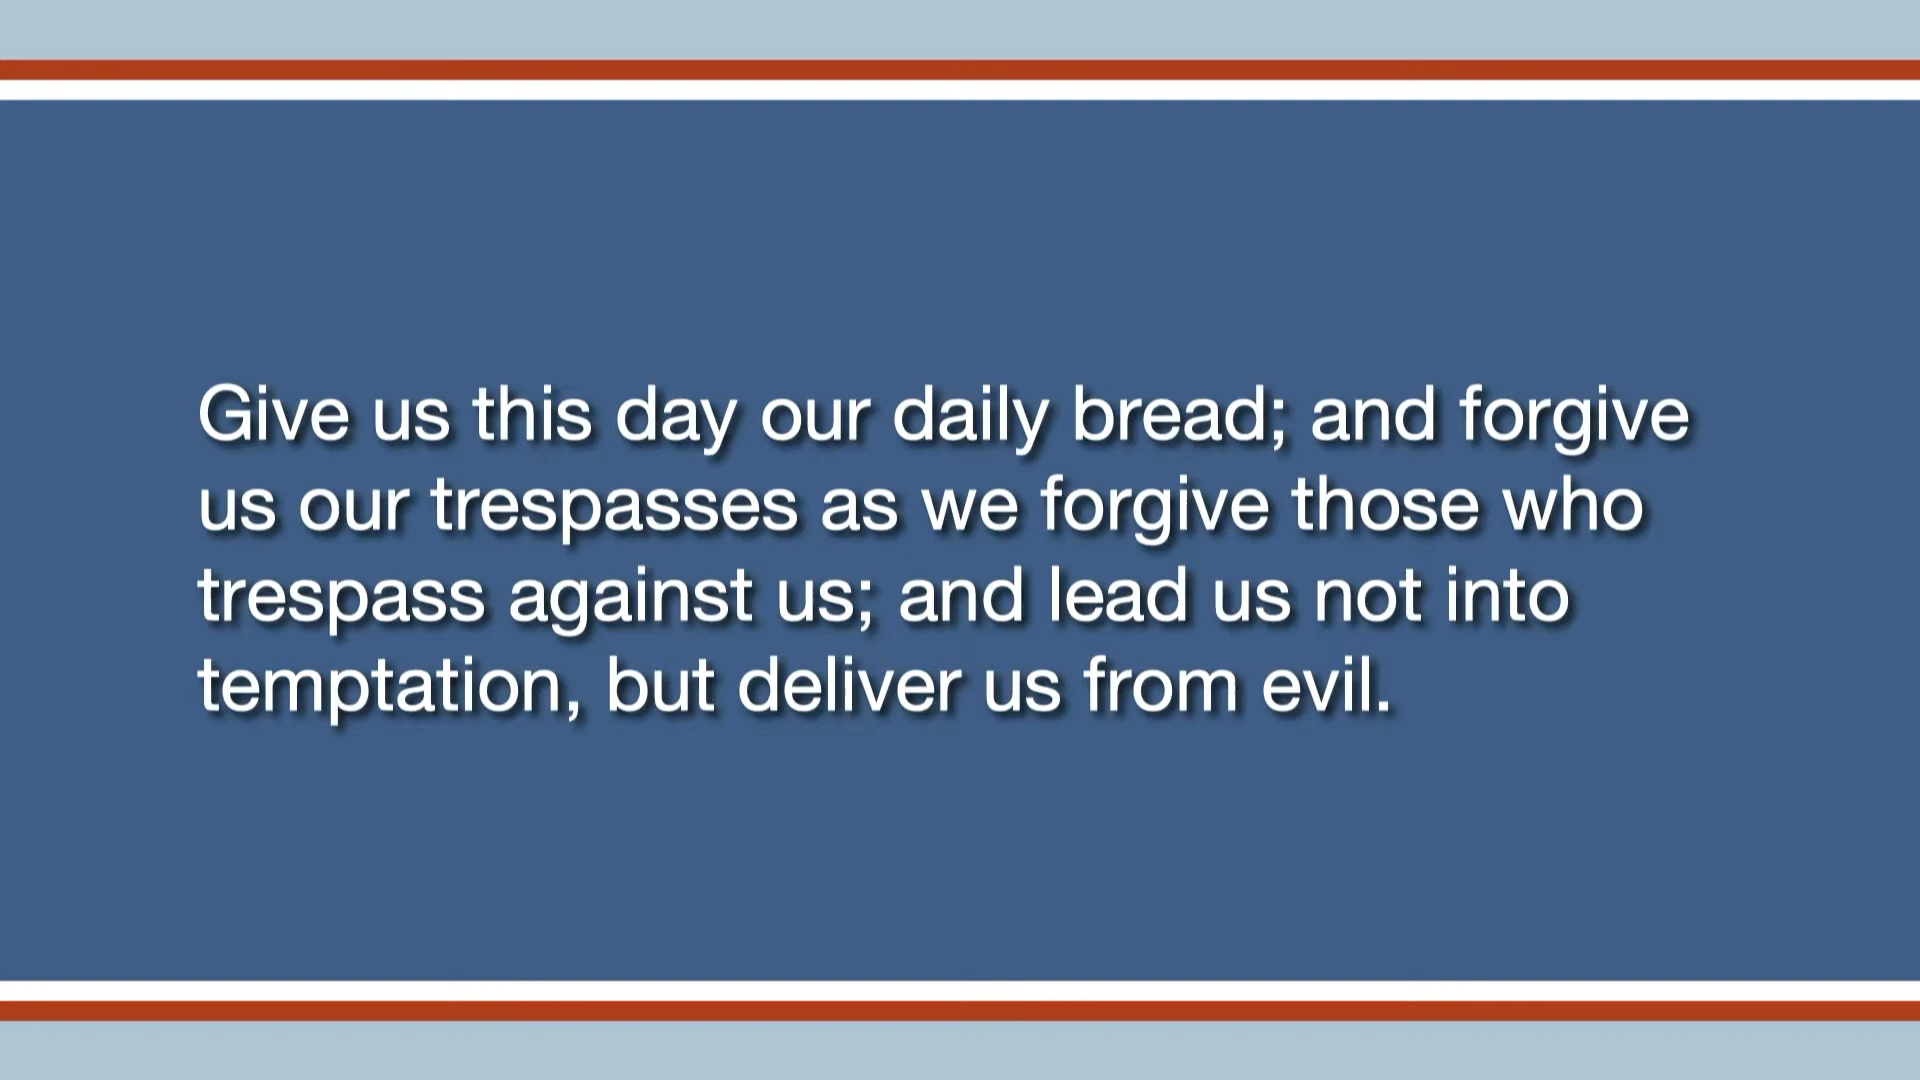 Give us this day our daily bread; and forgive
us our trespasses as we forgive those who
trespass against us; and lead us not into
temptation, but deliver us from evil.